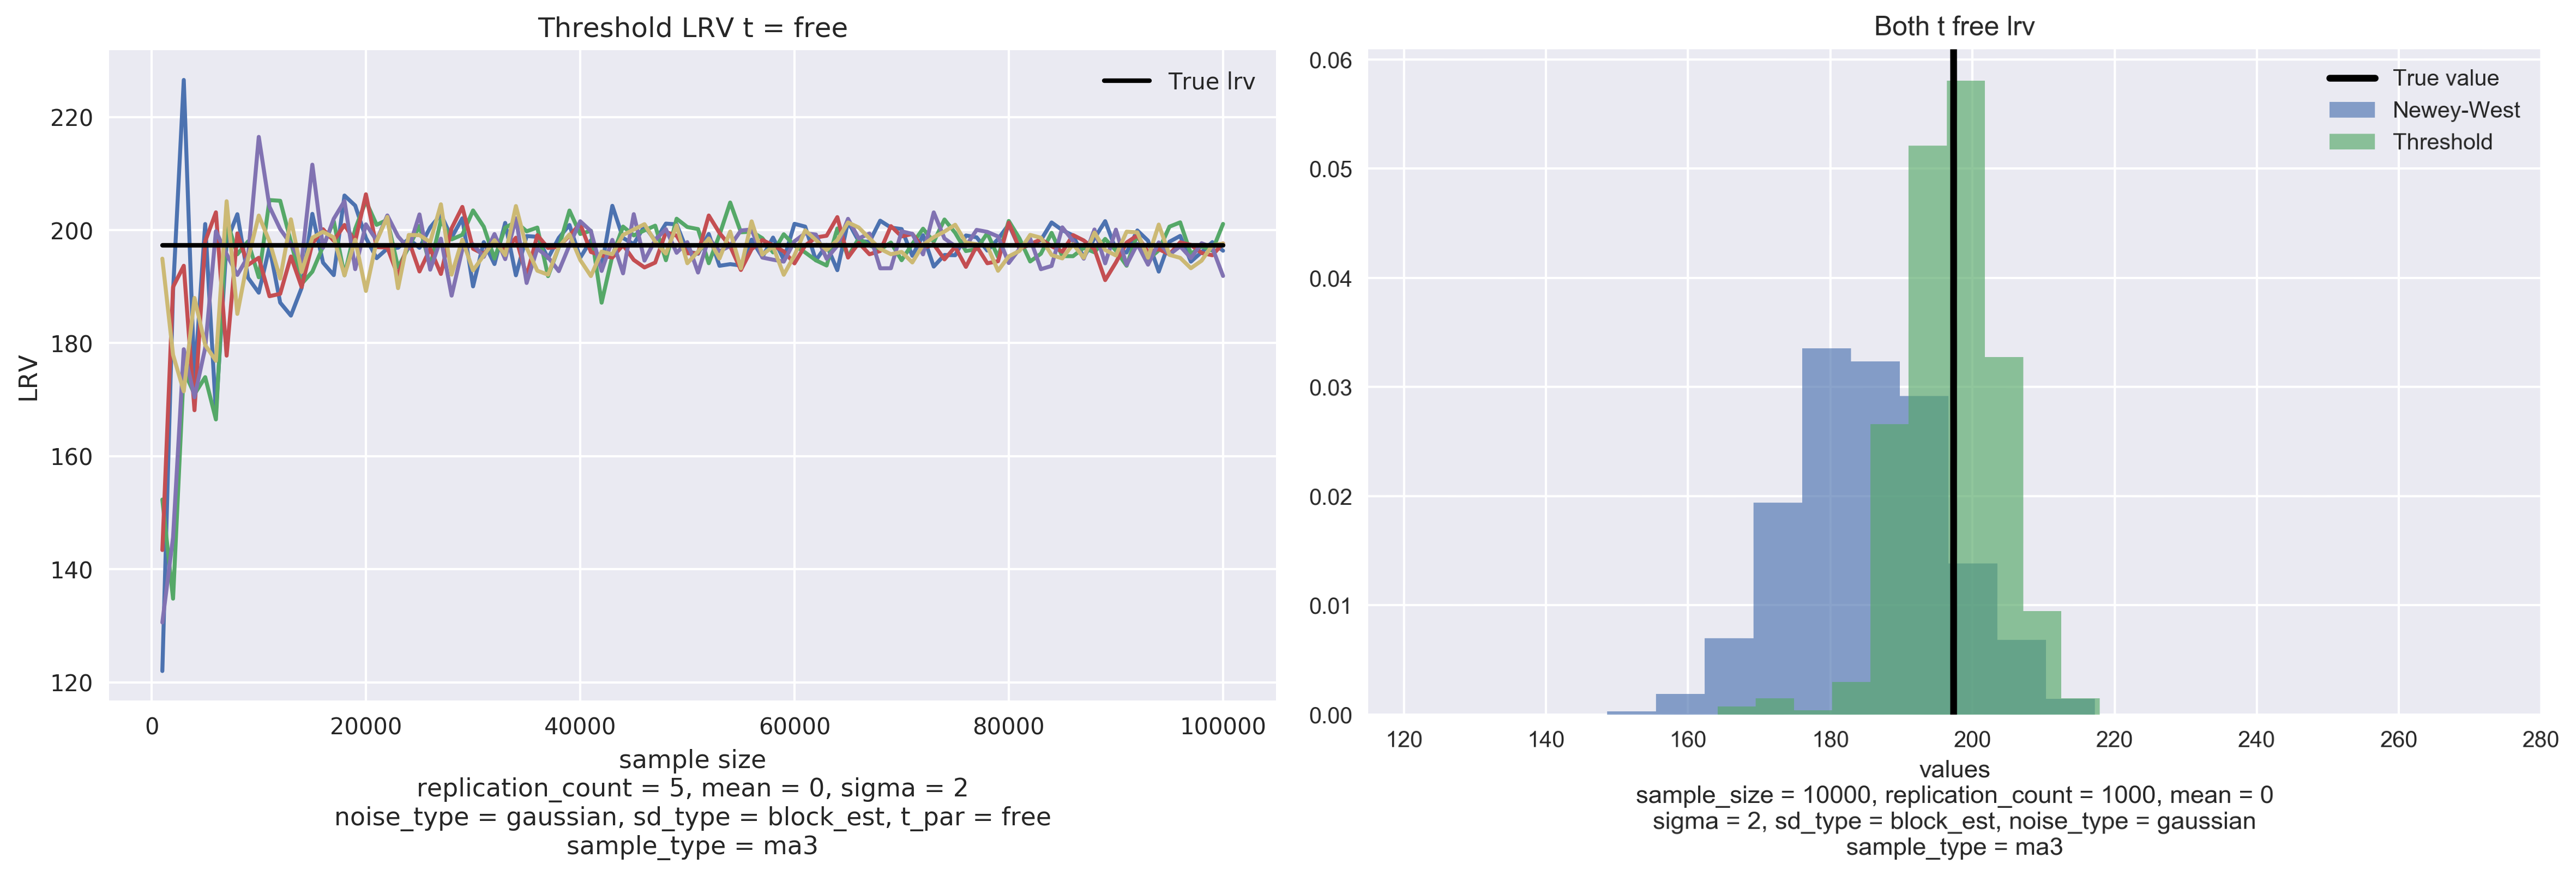 Threshold LRV t = free
True lrv
LRV
220
200
180
160
140
120
0 20000 40000 60000 80000 100000
sample size
replication_count = 5, mean = 0, sigma = 2
noise_type = gaussian, sd_type = block_est, t_par = free
sample_type = ma3
Both t free lrv
True value
Newey-West
Threshold
0.06
0.05
0.04
0.03
0.02
0.01
0.00
120 140 160 180 200 220 240 260 280
values
sample_size = 10000, replication_count = 1000, mean = 0
sigma = 2, sd_type = block_est, noise_type = gaussian
sample_type = ma3